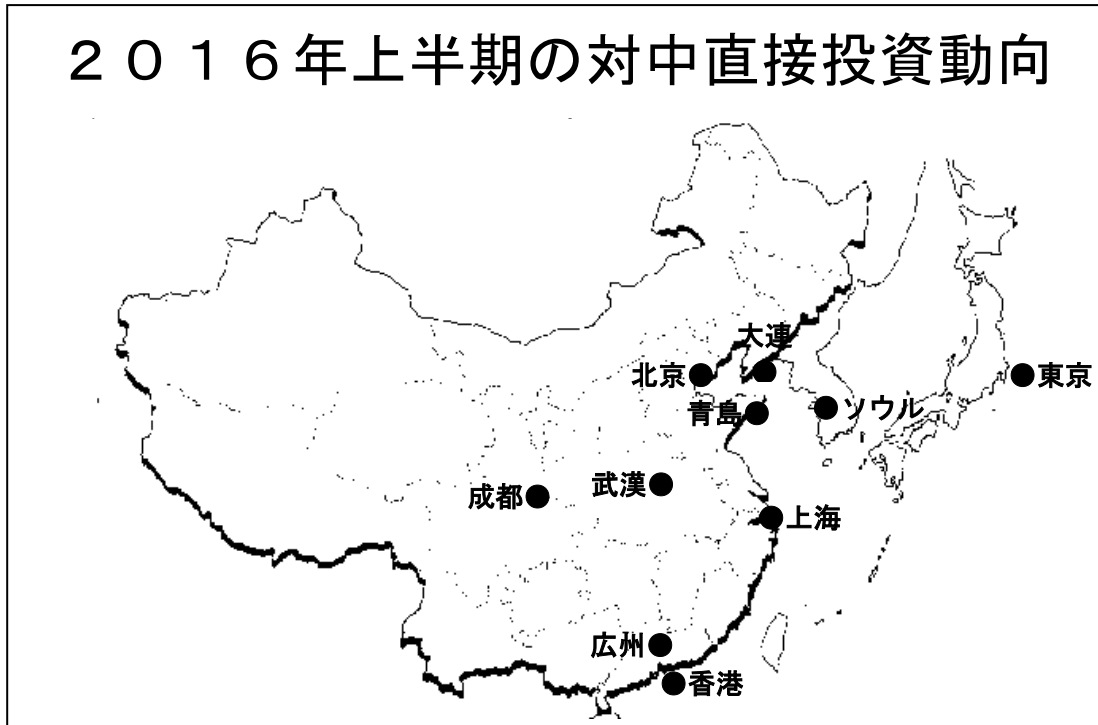 ２０１６年上半期の対中直接投資動向
大連
北京
東京
青島
ソウル
武漢
成都
上海
広州
香港